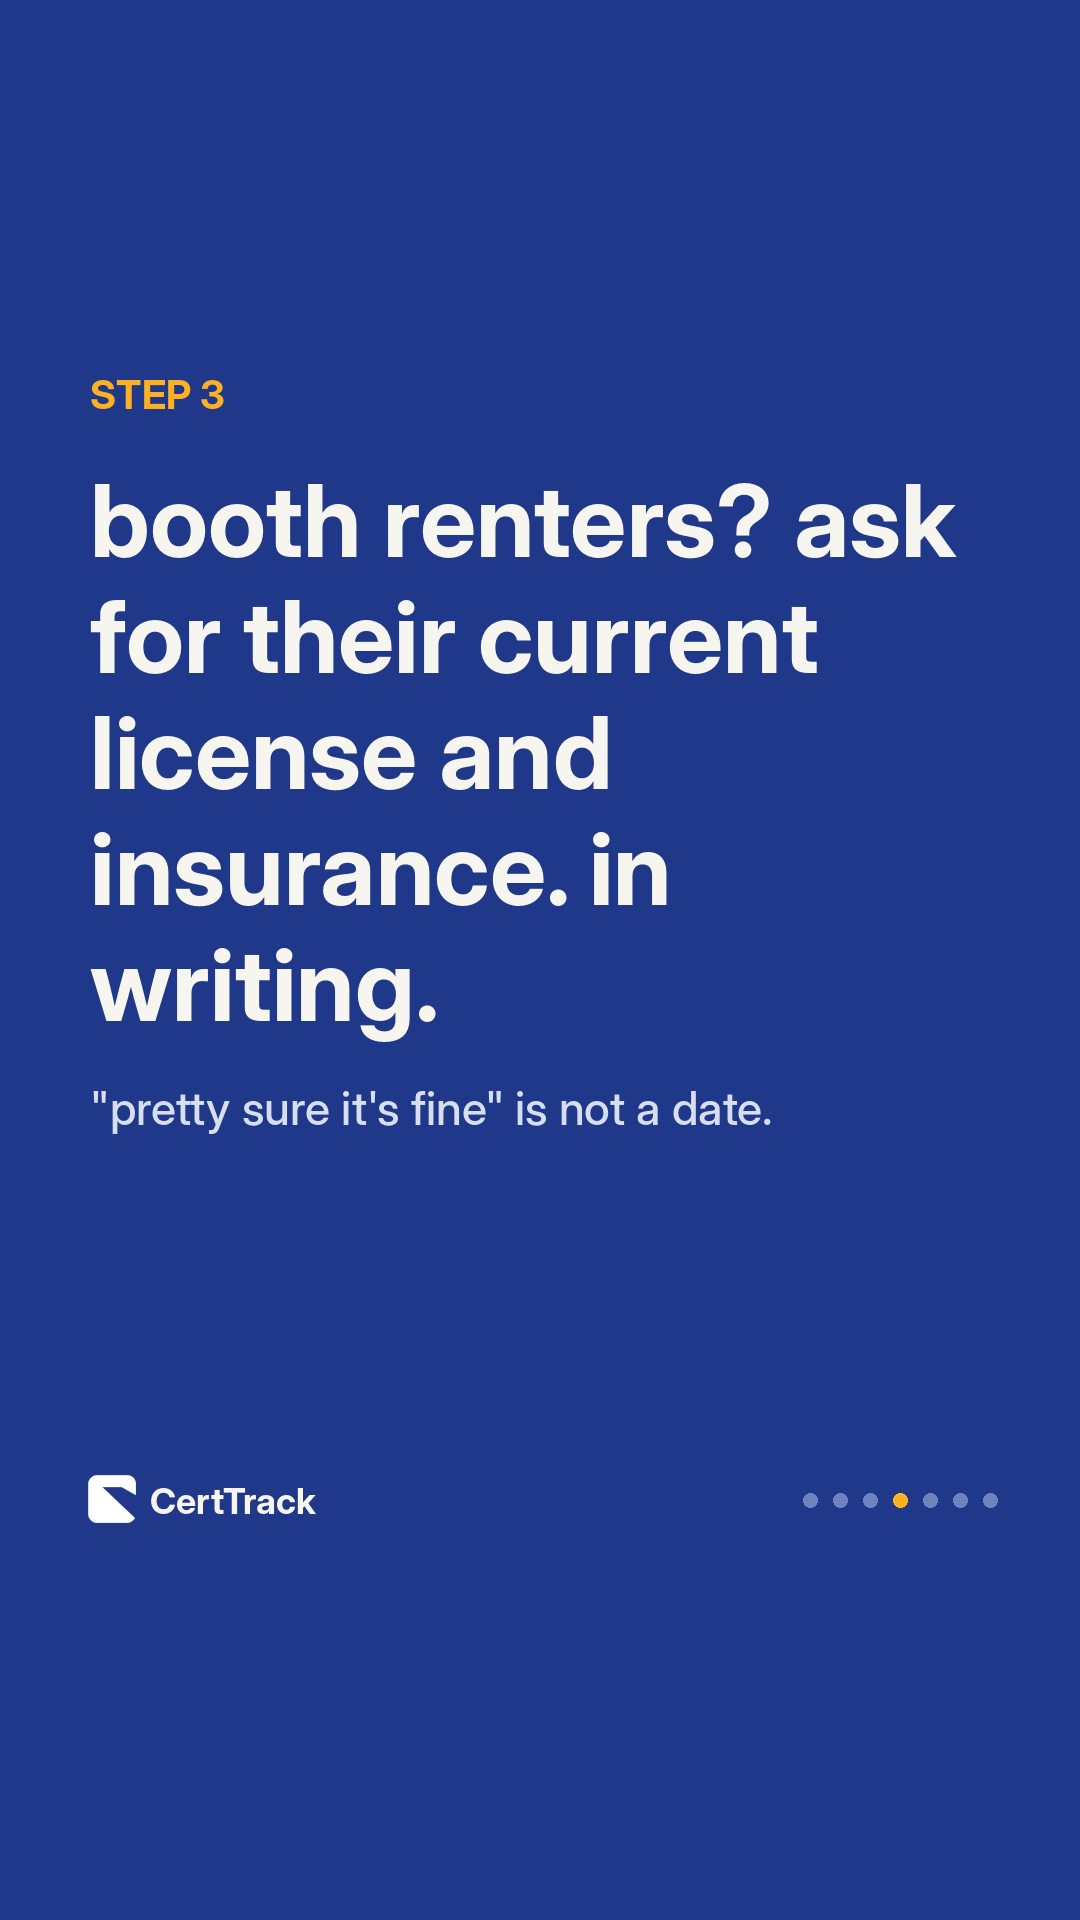 STEP 3
booth renters? ask
for their current
license and
insurance. in
writing.
"pretty sure it's fine" is not a date.
CertTrack